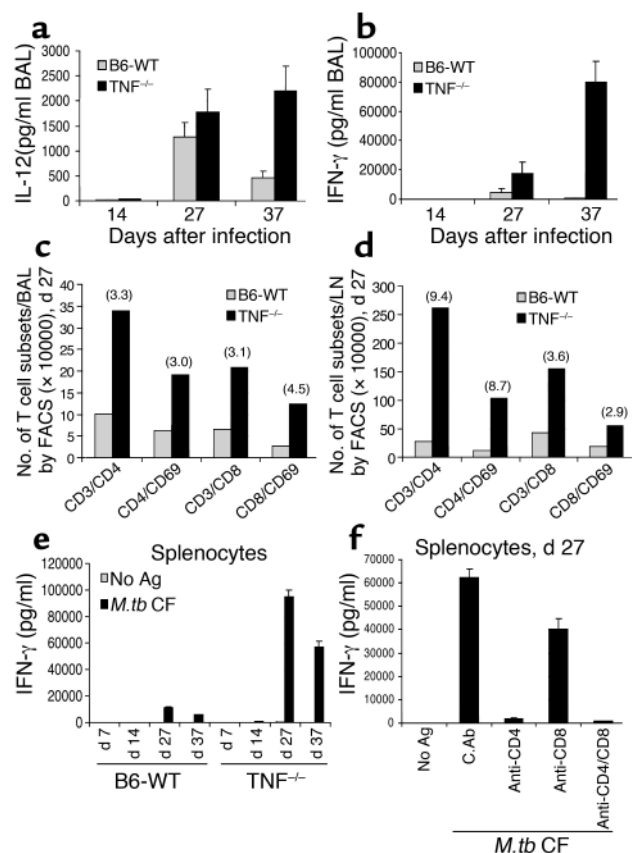 a
IL-12(pg/ml BAL)
3000
2500
2000
1500
1000
500
0
B6-WT
TNF–/–
14 27 37
Days after infection
b
IFN-γ (pg/ml BAL)
100000
80000
60000
40000
20000
0
B6-WT
TNF–/–
14 27 37
Days after infection
c
No. of T cell subsets/BAL
by FACS (× 10000), d 27
40
35
30
25
20
15
10
5
0
B6-WT
TNF–/–
(3.3)
(3.0)
(3.1)
(4.5)
CD3/CD4
CD4/CD69
CD3/CD8
CD8/CD69
d
No. of T cell subsets/LN
by FACS (× 10000), d 27
300
250
200
150
100
50
0
B6-WT
TNF–/–
(9.4)
(8.7)
(3.6)
(2.9)
CD3/CD4
CD4/CD69
CD3/CD8
CD8/CD69
e
Splenocytes
IFN-γ (pg/ml)
120000
100000
80000
60000
40000
20000
0
No Ag
M.tb CF
d 7
d 14
d 27
d 37
d 7
d 14
d 27
d 37
B6-WT
TNF–/–
f
Splenocytes, d 27
IFN-γ (pg/ml)
70000
60000
50000
40000
30000
20000
10000
0
No Ag
C.Ab
Anti-CD4
Anti-CD8
Anti-CD4/CD8
M.tb CF